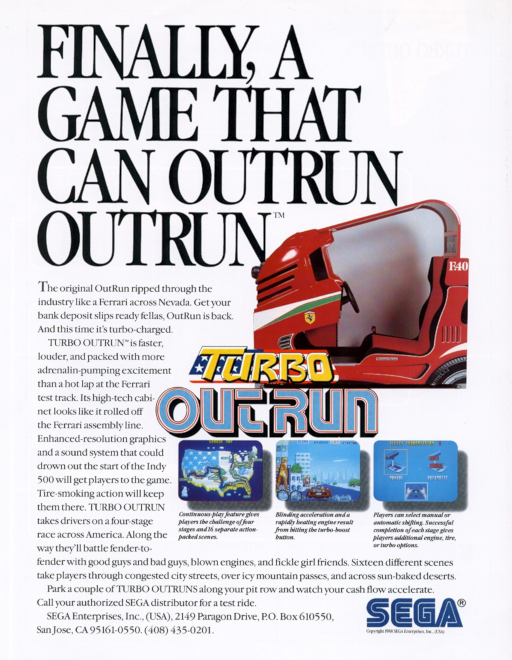 FINALLY, A
GAME THAT
CAN OUTRUN
OUTRUN™
F40
The original OutRun ripped through the
industry like a Ferrari across Nevada. Get your
bank deposit slips ready fellas, OutRun is back.
And this time it's turbo-charged.
TURBO OUTRUN™ is faster,
louder, and packed with more
adrenalin-pumping excitement
than a hot lap at the Ferrari
test track. Its high-tech cabi-
net looks like it rolled off
the Ferrari assembly line.
Enhanced-resolution graphics
and a sound system that could
drown out the start of the Indy
500 will get players to the game.
Tire-smoking action will keep
them there. TURBO OUTRUN
takes drivers on a four-stage
race across America. Along the
way they'll battle fender-to-
fender with good guys and bad guys, blown engines, and fickle girl friends. Sixteen different scenes
take players through congested city streets, over icy mountain passes, and across sun-baked deserts.
Park a couple of TURBO OUTRUNS along your pit row and watch your cash flow accelerate.
Call your authorized SEGA distributor for a test ride.
SEGA Enterprises, Inc., (USA), 2149 Paragon Drive, P.O. Box 610550,
San Jose, CA 95161-0550. (408) 435-0201.
TURBO
OUTRUN
Continuous-play feature gives
players the challenge of four
stages and 16 separate action-
packed scenes.
Blinding acceleration and a
rapidly heating engine result
from hitting the turbo-boost
button.
Players can select manual or
automatic shifting. Successful
completion of each stage gives
players additional engine, tire,
or turbo options.
SEGA®
Copyright 1988 SEGA Enterprises, Inc., (USA)